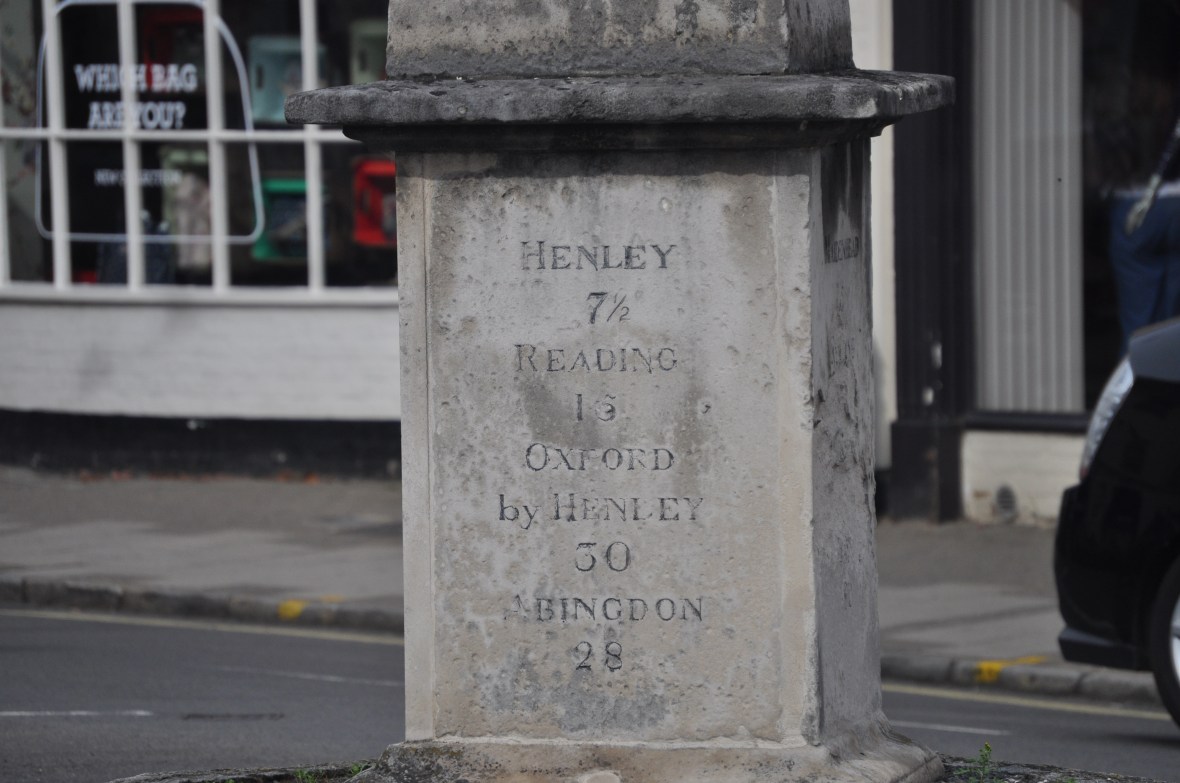 WHICH BAG
ARE YOU?
HENLEY
7½
READING
15
OXFORD
by HENLEY
30
ABINGDON
28